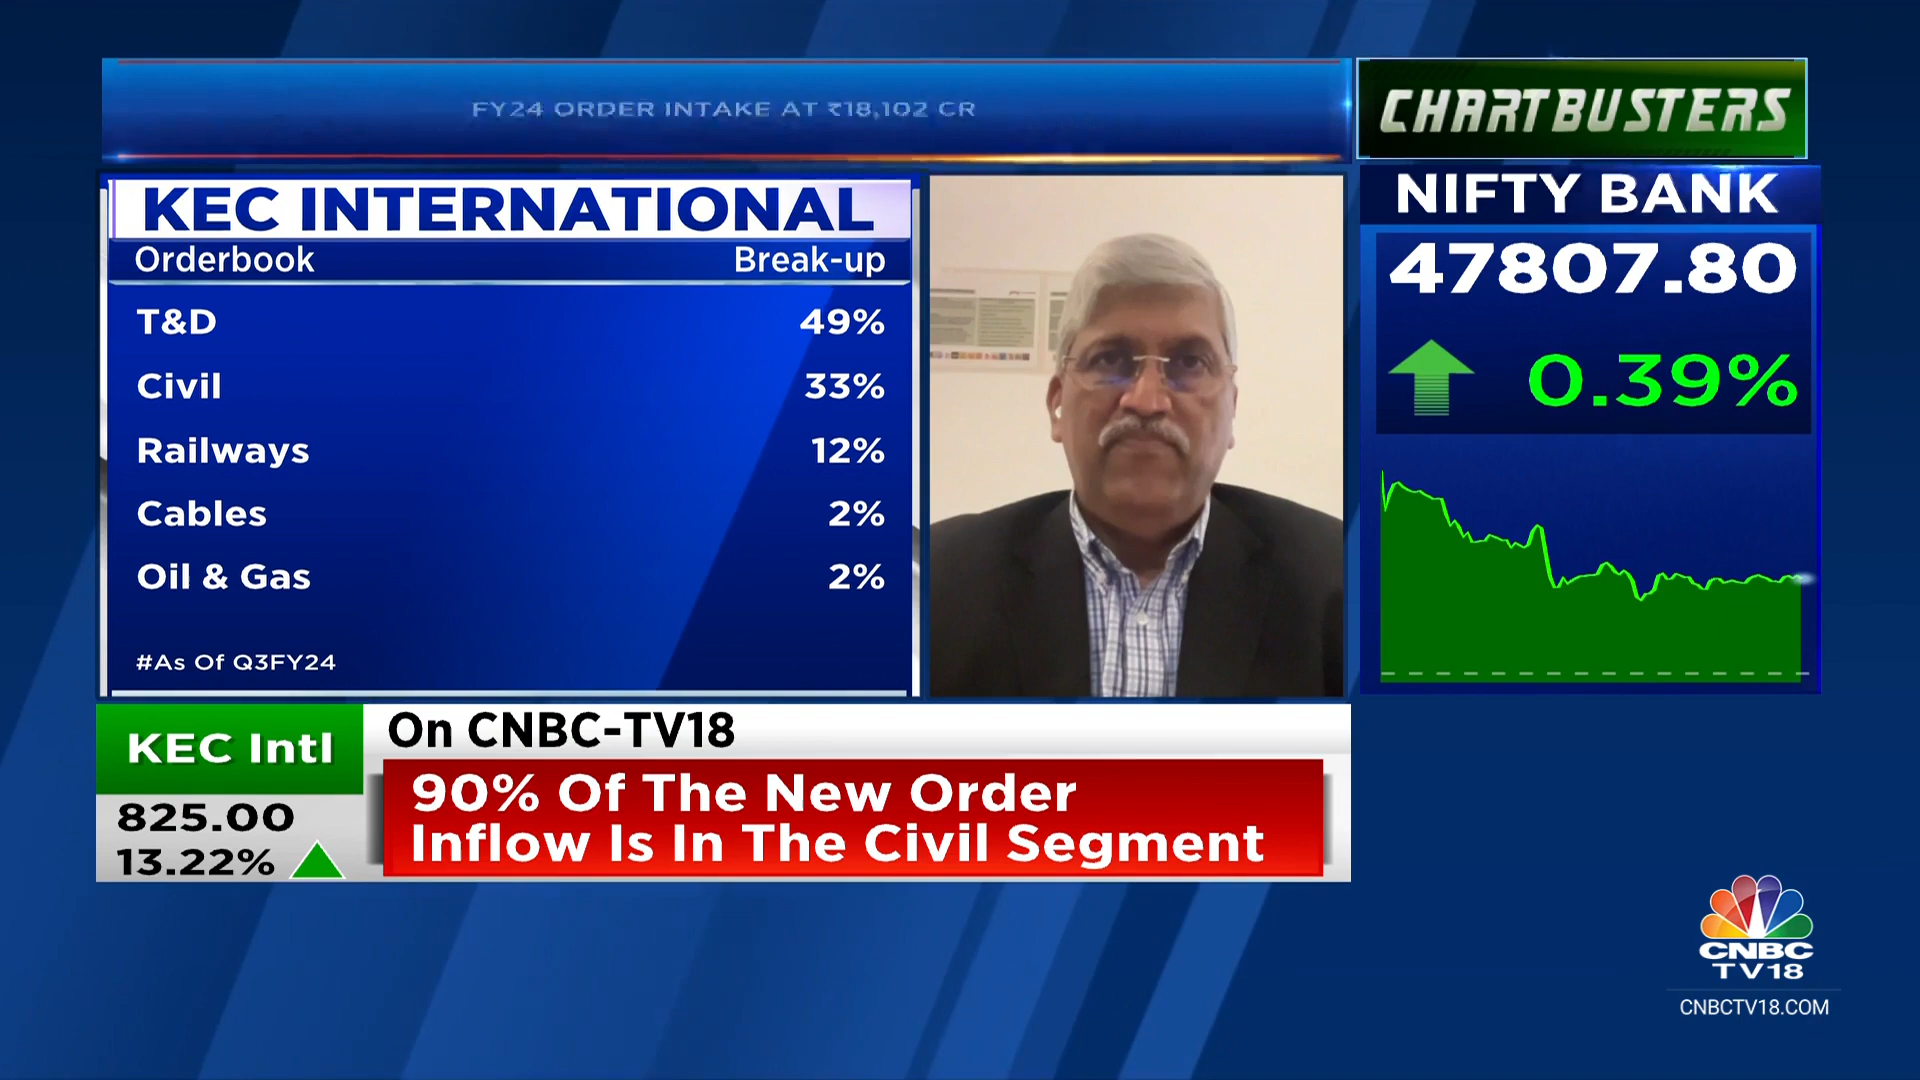 FY24 ORDER INTAKE AT ₹18,102 CR
CHARTBUSTERS
KEC INTERNATIONAL
Orderbook Break-up
T&D 49%
Civil 33%
Railways 12%
Cables 2%
Oil & Gas 2%
#As Of Q3FY24
NIFTY BANK
47807.80
0.39%
KEC Intl
825.00
13.22%
On CNBC-TV18
90% Of The New Order
Inflow Is In The Civil Segment
CNBC
TV18
CNBCTV18.COM